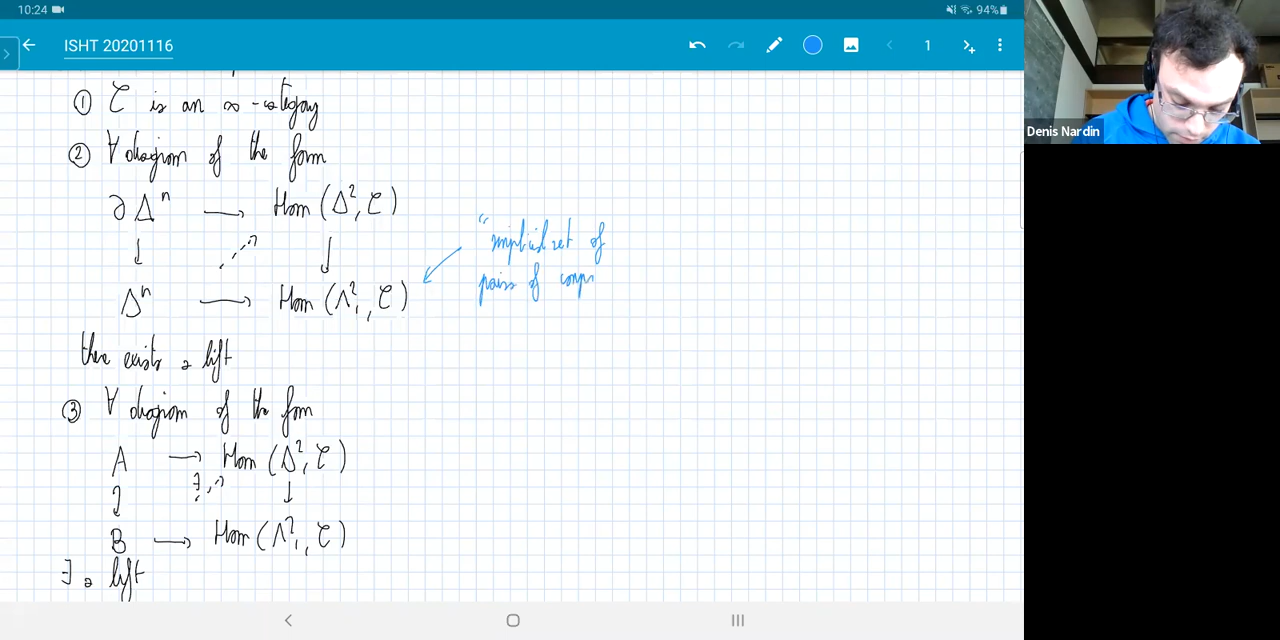 10:24
94%
ISHT 20201116
1
① C is an ∞-category
② ∀ diagram of the form
∂Δⁿ → Hom (Δ², C)
↓ ↓
Δⁿ → Hom (Λ²₁, C)
"simplicial set of
pairs of comp
there exists a lift
③ ∀ diagram of the form
A → Hom (Δ², C)
∃
↓ ↓
B → Hom (Λ²₁, C)
∃ a lift
Denis Nardin